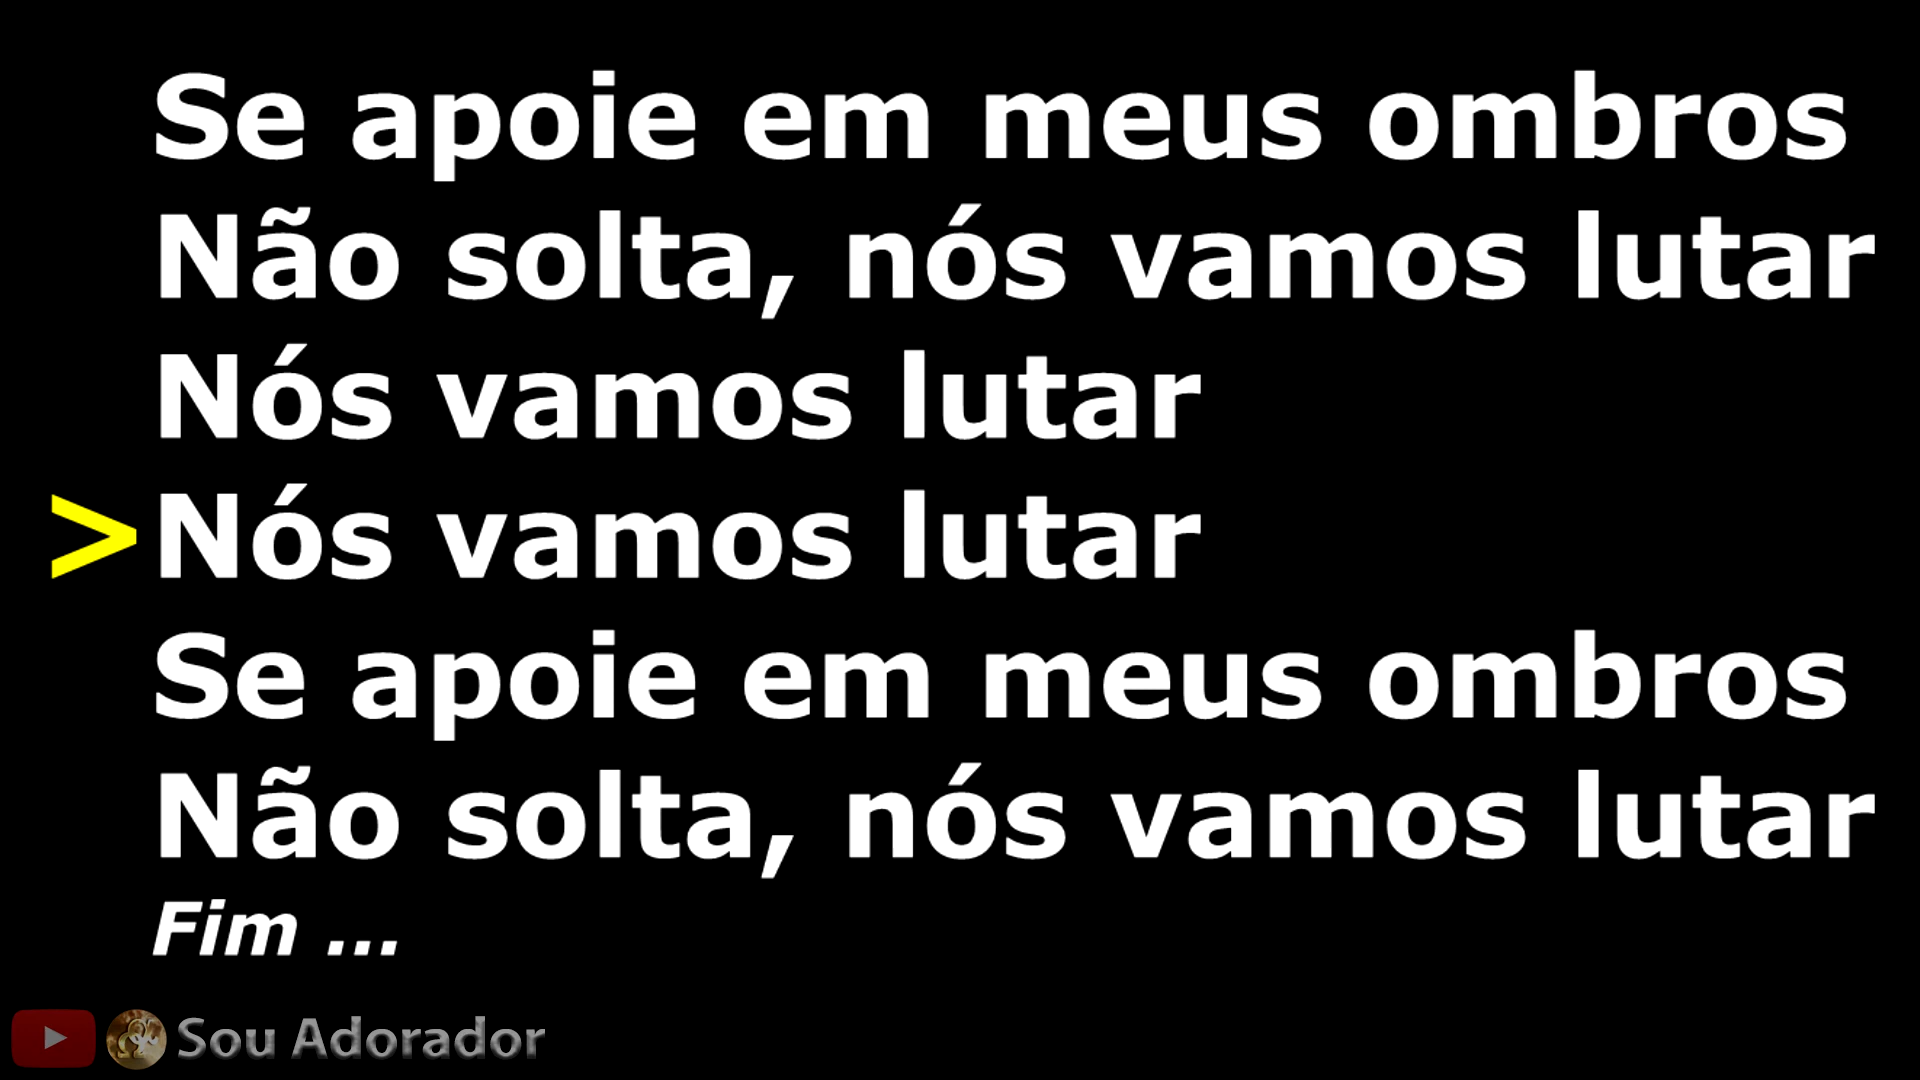 Se apoie em meus ombros
Não solta, nós vamos lutar
Nós vamos lutar
>Nós vamos lutar
Se apoie em meus ombros
Não solta, nós vamos lutar
Fim ...
Sou Adorador